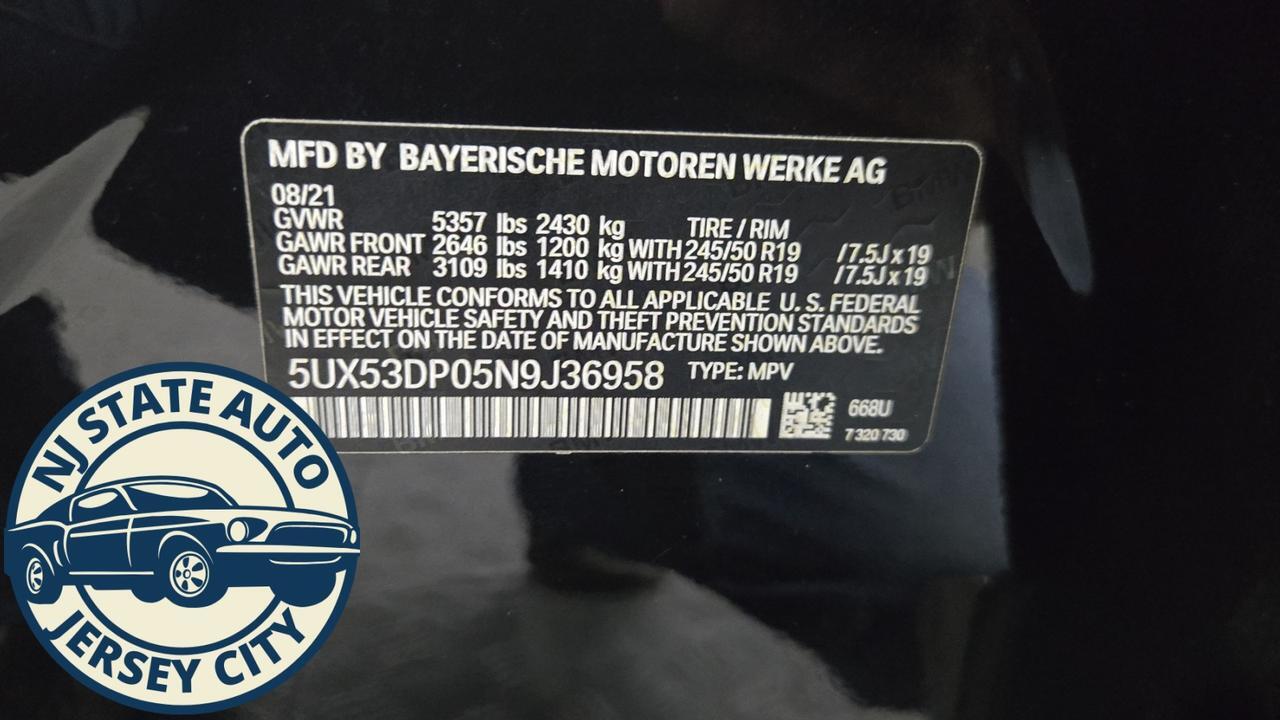 MFD BY BAYERISCHE MOTOREN WERKE AG
08/21
GVWR 5357 lbs 2430 kg TIRE / RIM
GAWR FRONT 2646 lbs 1200 kg WITH 245/50 R19 / 7.5J x 19
GAWR REAR 3109 lbs 1410 kg WITH 245/50 R19 / 7.5J x 19
THIS VEHICLE CONFORMS TO ALL APPLICABLE U. S. FEDERAL
MOTOR VEHICLE SAFETY AND THEFT PREVENTION STANDARDS
IN EFFECT ON THE DATE OF MANUFACTURE SHOWN ABOVE.
5UX53DP05N9J36958 TYPE: MPV
668U
7 320 730
NJ STATE AUTO
JERSEY CITY